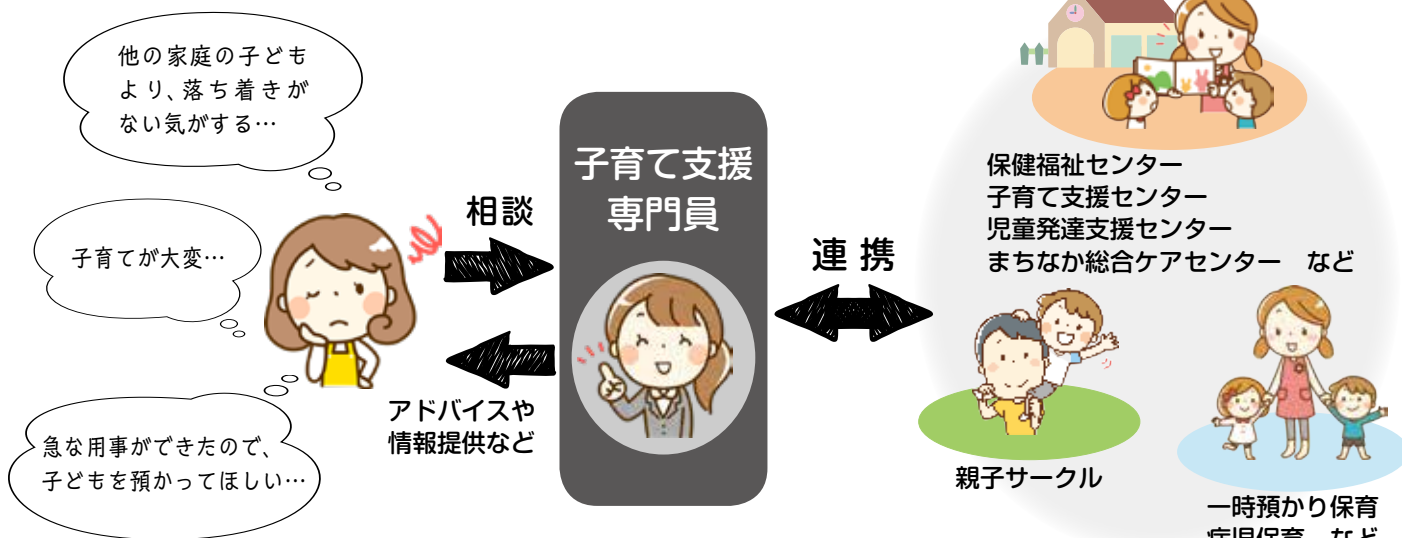 他の家庭の子ども
より、落ち着きが
ない気がする…
子育てが大変…
急な用事ができたので、
子どもを預かってほしい…
相談
アドバイスや
情報提供など
子育て支援
専門員
連携
保健福祉センター
子育て支援センター
児童発達支援センター
まちなか総合ケアセンター　など
親子サークル
一時預かり保育
病児保育　など